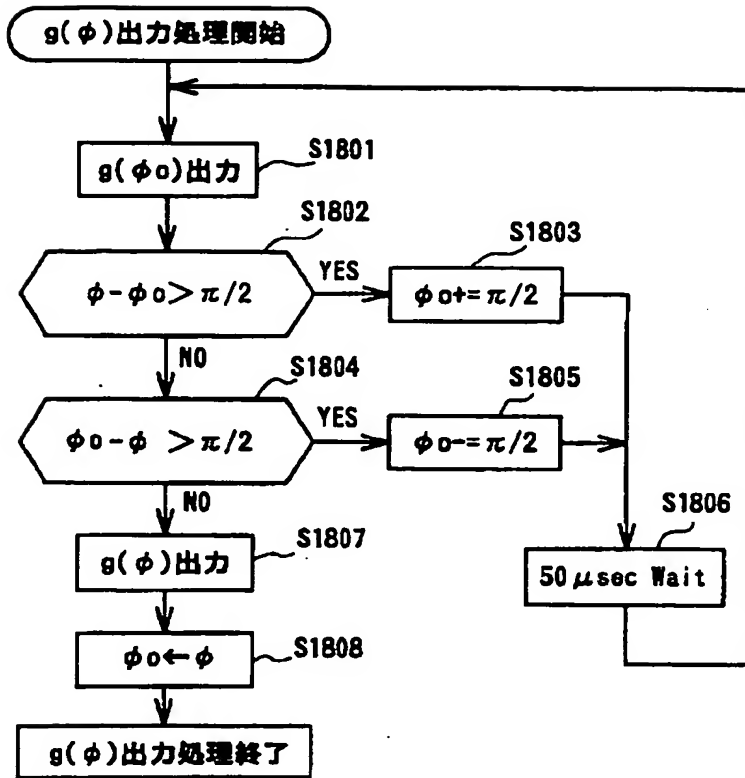 g(φ)出力処理開始
S1801
g(φo)出力
S1802
φ-φo>π/2
YES
S1803
φo+=π/2
NO
S1804
φo-φ >π/2
YES
S1805
φo-=π/2
NO
S1806
50μsec Wait
S1807
g(φ)出力
S1808
φo←φ
g(φ)出力処理終了